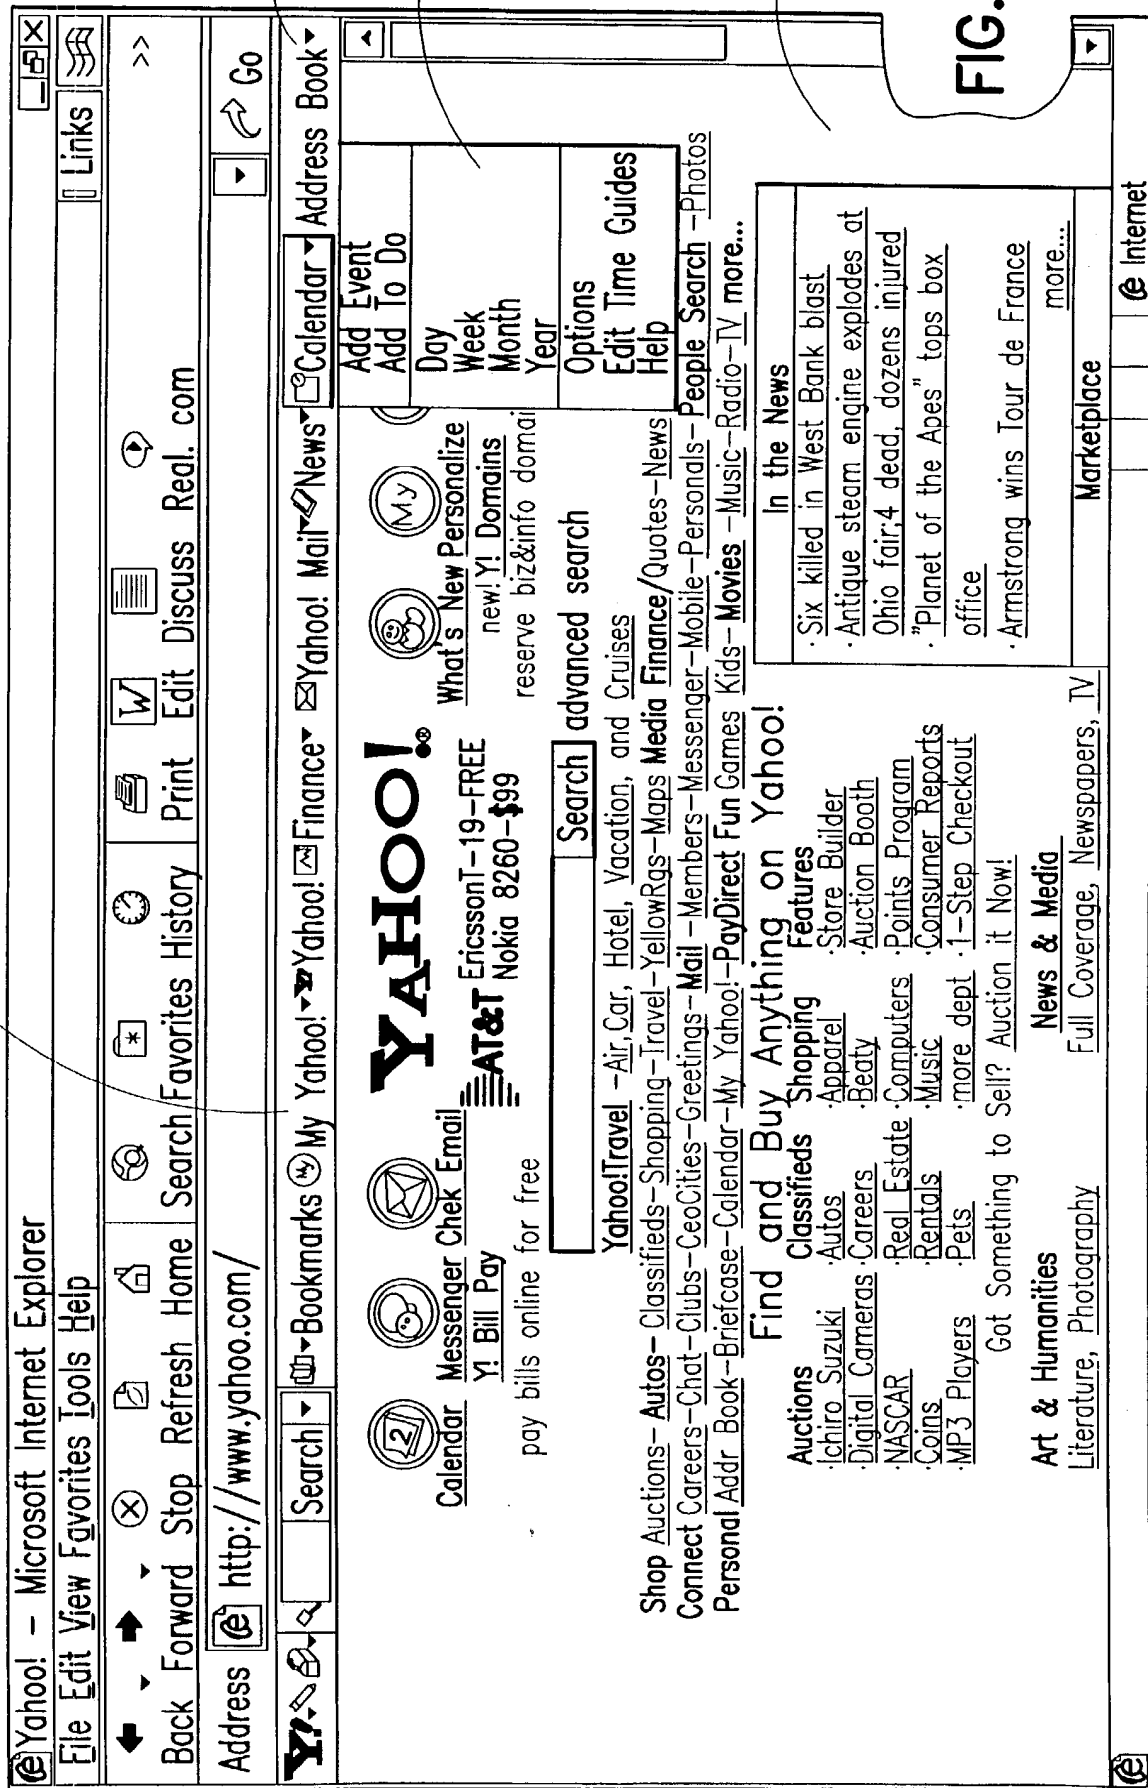 Yahoo! – Microsoft Internet Explorer
File Edit View Favorites Tools Help
Links
Back Forward Stop Refresh Home Search Favorites History Print Edit Discuss Real. com
>>
Address http://www.yahoo.com/ Go
Y! Search Bookmarks My Yahoo! Yahoo! Finance Yahoo! Mail News Calendar Address Book
Add Event
Add To Do
Day
Week
Month
Year
Options
Edit Time Guides
Help
YAHOO!®
2
My
Calendar Messenger Chek Email What's New Personalize
Y! Bill Pay
pay bills online for free
AT&T EricssonT–19–FREE
Nokia 8260–$99
new! Y! Domains
reserve biz&info domai
Search advanced search
Yahoo!Travel –Air,Car, Hotel, Vacation, and Cruises
Shop Auctions–Autos–Classifieds–Shopping–Travel–YellowRgs–Maps Media Finance/Quotes–News
Connect Careers–Chat–Clubs–CeoCities–Greetings–Mail –Members–Messenger–Mobile–Personals–People Search –Photos
Personal Addr Book–Briefcase–Calendar–My Yahoo!–PayDirect Fun Games Kids–Movies –Music–Radio–TV more...
Find and Buy Anything on Yahoo!
Auctions Classifieds Shopping Features
·Ichiro Suzuki ·Autos ·Apparel ·Store Builder
·Digital Cameras ·Careers ·Beaty ·Auction Booth
·NASCAR ·Real Estate ·Computers ·Points Program
·Coins ·Rentals ·Music ·Consumer Reports
·MP3 Players ·Pets ·more dept ·1–Step Checkout
Got Something to Sell? Auction it Now!
Art & Humanities News & Media
Literature, Photography Full Coverage, Newspapers, TV
In the News
·Six killed in West Bank blast
·Antique steam engine explodes at
Ohio fair;4 dead, dozens injured
·"Planet of the Apes" tops box
office
·Armstrong wins Tour de France
more...
Marketplace
Internet
FIG.